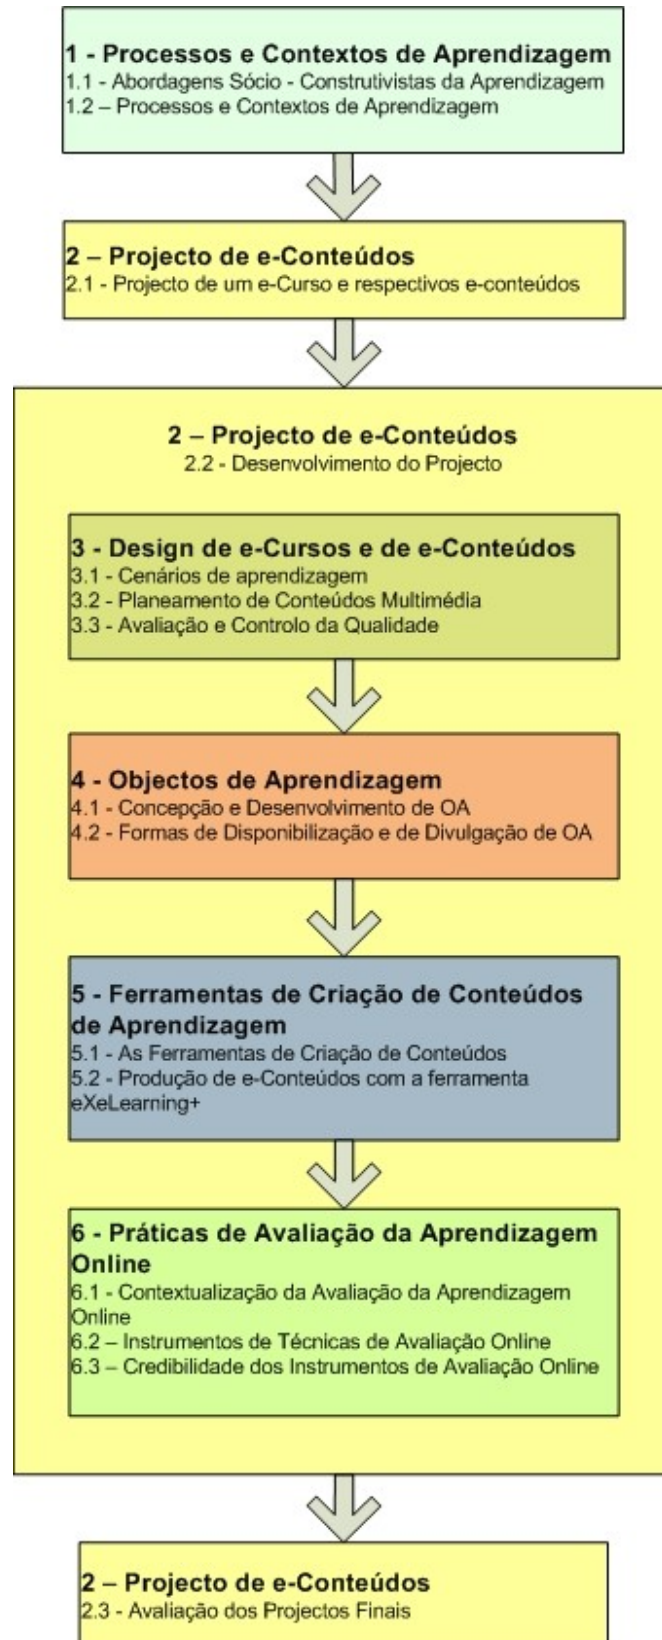 1 - Processos e Contextos de Aprendizagem
1.1 - Abordagens Sócio - Construtivistas da Aprendizagem
1.2 – Processos e Contextos de Aprendizagem
2 – Projecto de e-Conteúdos
2.1 - Projecto de um e-Curso e respectivos e-conteúdos
2 – Projecto de e-Conteúdos
2.2 - Desenvolvimento do Projecto
3 - Design de e-Cursos e de e-Conteúdos
3.1 - Cenários de aprendizagem
3.2 - Planeamento de Conteúdos Multimédia
3.3 - Avaliação e Controlo da Qualidade
4 - Objectos de Aprendizagem
4.1 - Concepção e Desenvolvimento de OA
4.2 - Formas de Disponibilização e de Divulgação de OA
5 - Ferramentas de Criação de Conteúdos
de Aprendizagem
5.1 - As Ferramentas de Criação de Conteúdos
5.2 - Produção de e-Conteúdos com a ferramenta
eXeLearning+
6 - Práticas de Avaliação da Aprendizagem
Online
6.1 - Contextualização da Avaliação da Aprendizagem
Online
6.2 – Instrumentos de Técnicas de Avaliação Online
6.3 – Credibilidade dos Instrumentos de Avaliação Online
2 – Projecto de e-Conteúdos
2.3 - Avaliação dos Projectos Finais